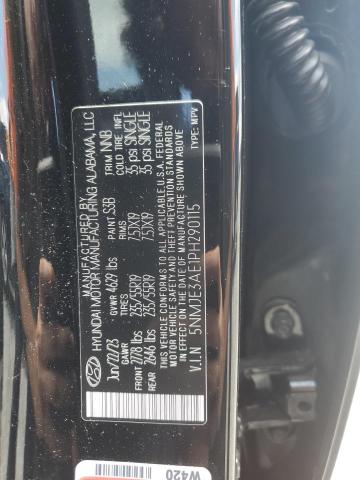 MANUFACTURED BY
HYUNDAI MOTOR MANUFACTURING ALABAMA, LLC
Jun/22/23 GVWR 4629 lbs PAINT S3B TRIM NNB
GAWR TIRES RIMS COLD TIRE INFL
FRONT 2778 lbs 235/55R19 7.5JX19 35 psi SINGLE
REAR 2646 lbs 235/55R19 7.5JX19 35 psi SINGLE
THIS VEHICLE CONFORMS TO ALL APPLICABLE U.S.A FEDERAL
MOTOR VEHICLE SAFETY AND THEFT PREVENTION STANDARDS
IN EFFECT ON THE DATE OF MANUFACTURE SHOWN ABOVE.
V.I.N 5NMJE3AE1PH290115 TYPE: MPV
W420